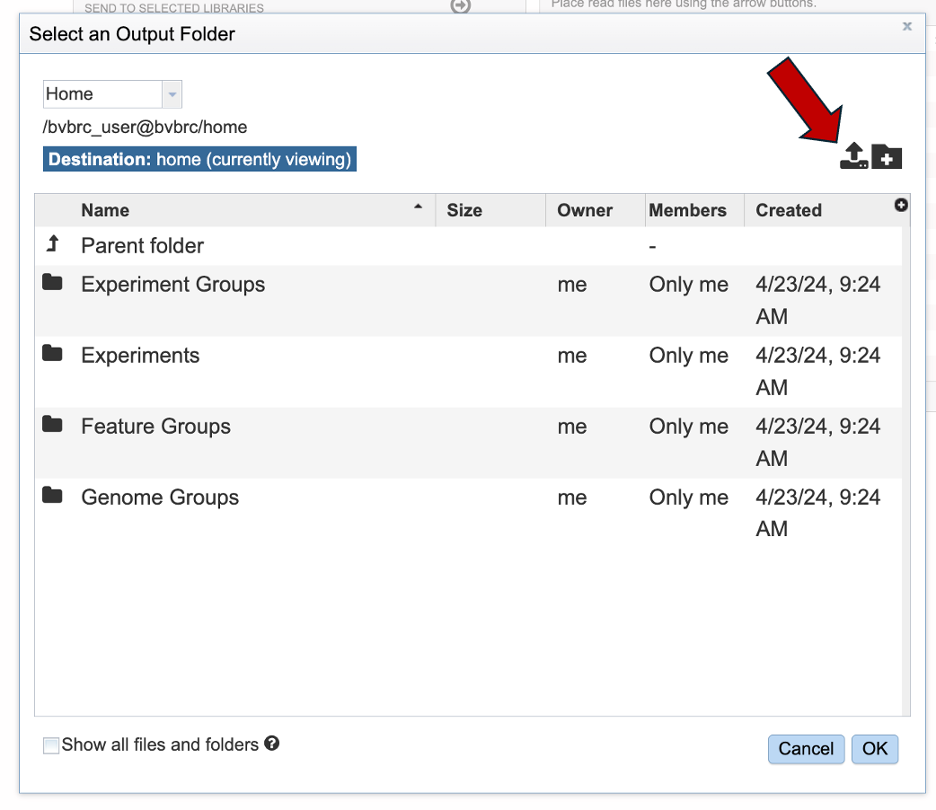 SEND TO SELECTED LIBRARIES
Place read files here using the arrow buttons.
Select an Output Folder
x
Home
/bvbrc_user@bvbrc/home
Destination: home (currently viewing)
Name Size Owner Members Created
Parent folder -
Experiment Groups me Only me 4/23/24, 9:24
AM
Experiments me Only me 4/23/24, 9:24
AM
Feature Groups me Only me 4/23/24, 9:24
AM
Genome Groups me Only me 4/23/24, 9:24
AM
Show all files and folders ?
Cancel OK